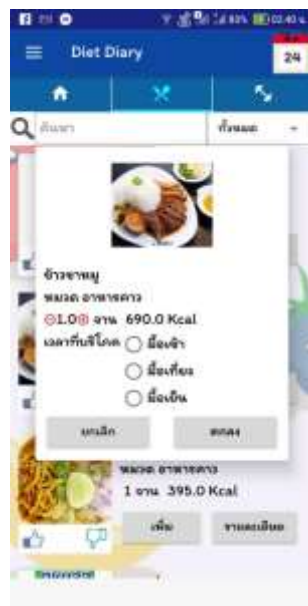 83% 02:40 น.
Diet Diary
24
ค้นหา ทั้งหมด
ข้าวขาหมู
หมวด อาหารคาว
1.0 จาน 690.0 Kcal
เวลาที่บริโภค มื้อเช้า
มื้อเที่ยง
มื้อเย็น
ยกเลิก ตกลง
หมวด อาหารคาว
1 จาน 395.0 Kcal
เพิ่ม รายละเอียด